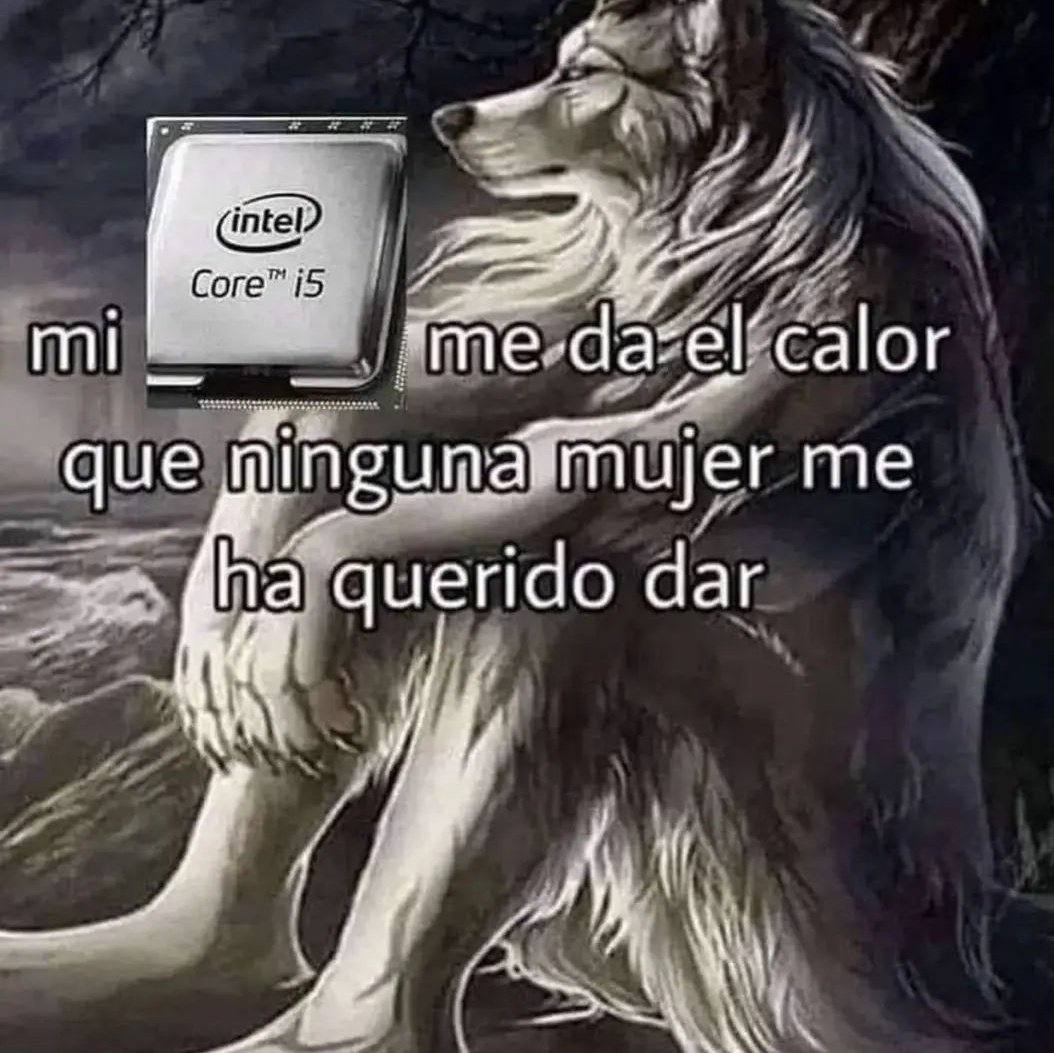 intel
Core™ i5
mi me da el calor
que ninguna mujer me
ha querido dar